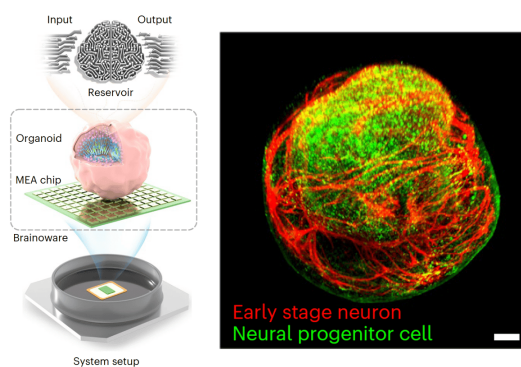 Input
Output
Reservoir
Organoid
MEA chip
Brainoware
System setup
Early stage neuron
Neural progenitor cell